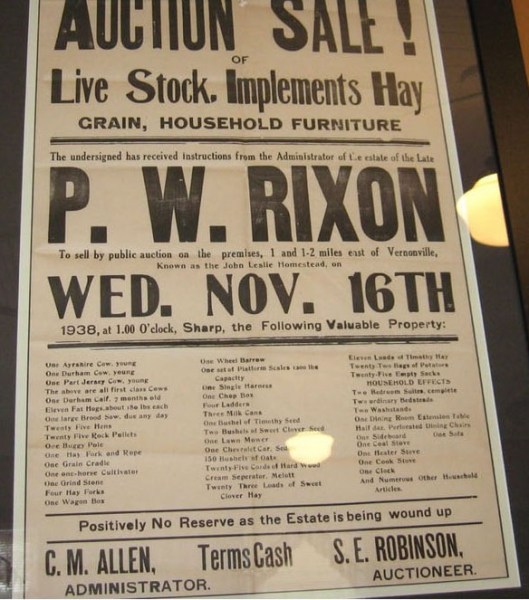 AUCTION SALE!
OF
Live Stock, Implements Hay
GRAIN, HOUSEHOLD FURNITURE
The undersigned has received instructions from the Administrator of the estate of the Late
P. W. RIXON
To sell by public auction on the premises, 1 and 1-2 miles east of Vernonville,
Known as the John Leslie Homestead, on
WED. NOV. 16TH
1938, at 1.00 O'clock, Sharp, the Following Valuable Property:
One Ayrshire Cow, young
One Durham Cow, young
One Part Jersey Cow, young
The above are all first class Cows
One Durham Calf, 7 months old
Eleven Fat Hogs, about lbs each
One large Brood Sow, due any day
Twenty Five Hens
Twenty Five Rock Pullets
One Buggy Pole
One Hay Fork and Rope
One Grain Cradle
One one-horse Cultivator
One Grind Stone
Four Hay Forks
One Wagon Box
One Wheel Barrow
One set of Platform Scales
Capacity
One Single Harness
One Chop Box
Four Ladders
Three Milk Cans
One Bushel of Timothy Seed
Two Bushels of Sweet Clover Seed
One Lawn Mower
One Chevrolet Car,
150 Bushels of Oats
Twenty-five Cords of Hard
Cream Seperator, Melott
Twenty Three Loads of Sweet
Clover Hay
Eleven Loads of Timothy Hay
Twenty-Two Bags of Potatoes
Twenty-Five Empty Sacks
HOUSEHOLD EFFECTS
Two Bedroom Suites, complete
Two ordinary Bedsteads
Two Washstands
One Dining Room Extension Table
Half doz. Perforated Dining Chairs
One Sideboard One Sofa
One Coal Stove
One Heater Stove
One Cook Stove
One Clock
And Numerous Other Household
Articles.
Positively No Reserve as the Estate is being wound up
C. M. ALLEN, Terms Cash S. E. ROBINSON,
ADMINISTRATOR. AUCTIONEER.